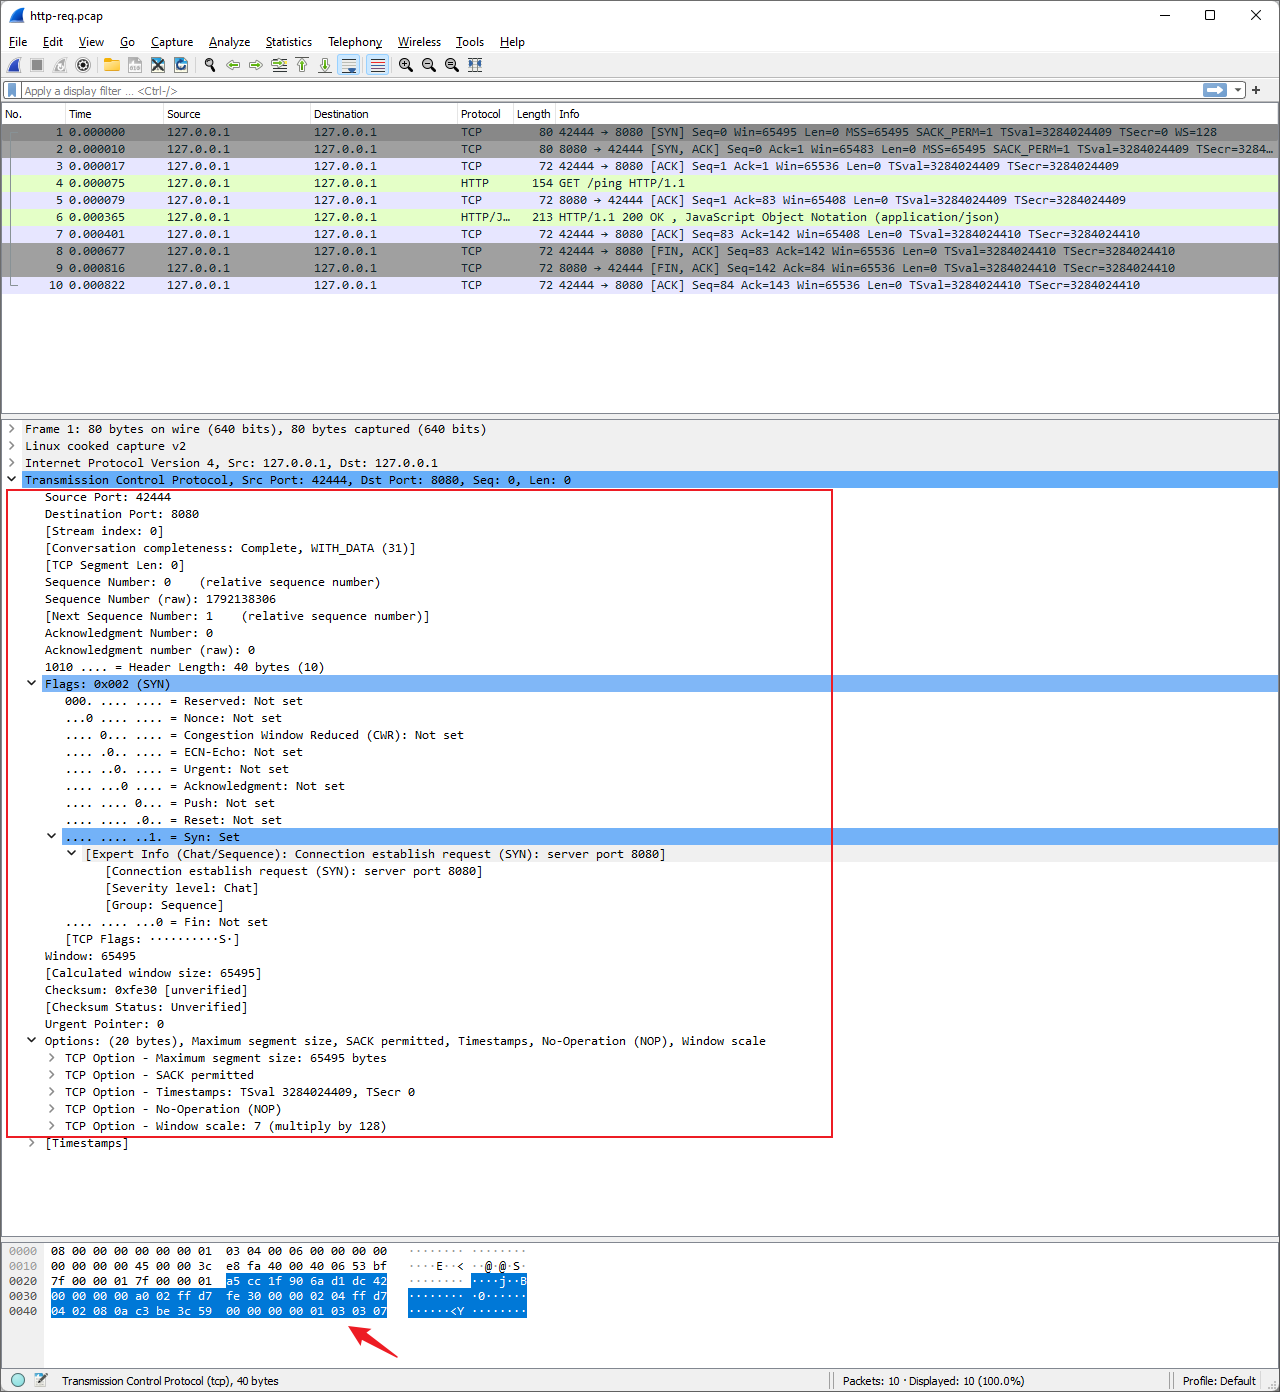 http-req.pcap
File Edit View Go Capture Analyze Statistics Telephony Wireless Tools Help
Apply a display filter ... <Ctrl-/>
No. Time Source Destination Protocol Length Info
1 0.000000 127.0.0.1 127.0.0.1 TCP 80 42444 → 8080 [SYN] Seq=0 Win=65495 Len=0 MSS=65495 SACK_PERM=1 TSval=3284024409 TSecr=0 WS=128
2 0.000010 127.0.0.1 127.0.0.1 TCP 80 8080 → 42444 [SYN, ACK] Seq=0 Ack=1 Win=65483 Len=0 MSS=65495 SACK_PERM=1 TSval=3284024409 TSecr=3284…
3 0.000017 127.0.0.1 127.0.0.1 TCP 72 42444 → 8080 [ACK] Seq=1 Ack=1 Win=65536 Len=0 TSval=3284024409 TSecr=3284024409
4 0.000075 127.0.0.1 127.0.0.1 HTTP 154 GET /ping HTTP/1.1
5 0.000079 127.0.0.1 127.0.0.1 TCP 72 8080 → 42444 [ACK] Seq=1 Ack=83 Win=65408 Len=0 TSval=3284024409 TSecr=3284024409
6 0.000365 127.0.0.1 127.0.0.1 HTTP/J… 213 HTTP/1.1 200 OK , JavaScript Object Notation (application/json)
7 0.000401 127.0.0.1 127.0.0.1 TCP 72 42444 → 8080 [ACK] Seq=83 Ack=142 Win=65408 Len=0 TSval=3284024410 TSecr=3284024410
8 0.000677 127.0.0.1 127.0.0.1 TCP 72 42444 → 8080 [FIN, ACK] Seq=83 Ack=142 Win=65536 Len=0 TSval=3284024410 TSecr=3284024410
9 0.000816 127.0.0.1 127.0.0.1 TCP 72 8080 → 42444 [FIN, ACK] Seq=142 Ack=84 Win=65536 Len=0 TSval=3284024410 TSecr=3284024410
10 0.000822 127.0.0.1 127.0.0.1 TCP 72 42444 → 8080 [ACK] Seq=84 Ack=143 Win=65536 Len=0 TSval=3284024410 TSecr=3284024410
Frame 1: 80 bytes on wire (640 bits), 80 bytes captured (640 bits)
Linux cooked capture v2
Internet Protocol Version 4, Src: 127.0.0.1, Dst: 127.0.0.1
Transmission Control Protocol, Src Port: 42444, Dst Port: 8080, Seq: 0, Len: 0
Source Port: 42444
Destination Port: 8080
[Stream index: 0]
[Conversation completeness: Complete, WITH_DATA (31)]
[TCP Segment Len: 0]
Sequence Number: 0    (relative sequence number)
Sequence Number (raw): 1792138306
[Next Sequence Number: 1    (relative sequence number)]
Acknowledgment Number: 0
Acknowledgment number (raw): 0
1010 .... = Header Length: 40 bytes (10)
Flags: 0x002 (SYN)
000. .... .... = Reserved: Not set
...0 .... .... = Nonce: Not set
.... 0... .... = Congestion Window Reduced (CWR): Not set
.... .0.. .... = ECN-Echo: Not set
.... ..0. .... = Urgent: Not set
.... ...0 .... = Acknowledgment: Not set
.... .... 0... = Push: Not set
.... .... .0.. = Reset: Not set
.... .... ..1. = Syn: Set
[Expert Info (Chat/Sequence): Connection establish request (SYN): server port 8080]
[Connection establish request (SYN): server port 8080]
[Severity level: Chat]
[Group: Sequence]
.... .... ...0 = Fin: Not set
[TCP Flags: ··········S·]
Window: 65495
[Calculated window size: 65495]
Checksum: 0xfe30 [unverified]
[Checksum Status: Unverified]
Urgent Pointer: 0
Options: (20 bytes), Maximum segment size, SACK permitted, Timestamps, No-Operation (NOP), Window scale
TCP Option - Maximum segment size: 65495 bytes
TCP Option - SACK permitted
TCP Option - Timestamps: TSval 3284024409, TSecr 0
TCP Option - No-Operation (NOP)
TCP Option - Window scale: 7 (multiply by 128)
[Timestamps]
0000 08 00 00 00 00 00 00 01 03 04 00 06 00 00 00 00 ········ ········
0010 00 00 00 00 45 00 00 3c e8 fa 40 00 40 06 53 bf ····E··< ··@·@·S·
0020 7f 00 00 01 7f 00 00 01 a5 cc 1f 90 6a d1 dc 42 ········ ····j··B
0030 00 00 00 00 a0 02 ff d7 fe 30 00 00 02 04 ff d7 ········ ·0······
0040 04 02 08 0a c3 be 3c 59 00 00 00 00 01 03 03 07 ······<Y ········
Transmission Control Protocol (tcp), 40 bytes Packets: 10 · Displayed: 10 (100.0%) Profile: Default